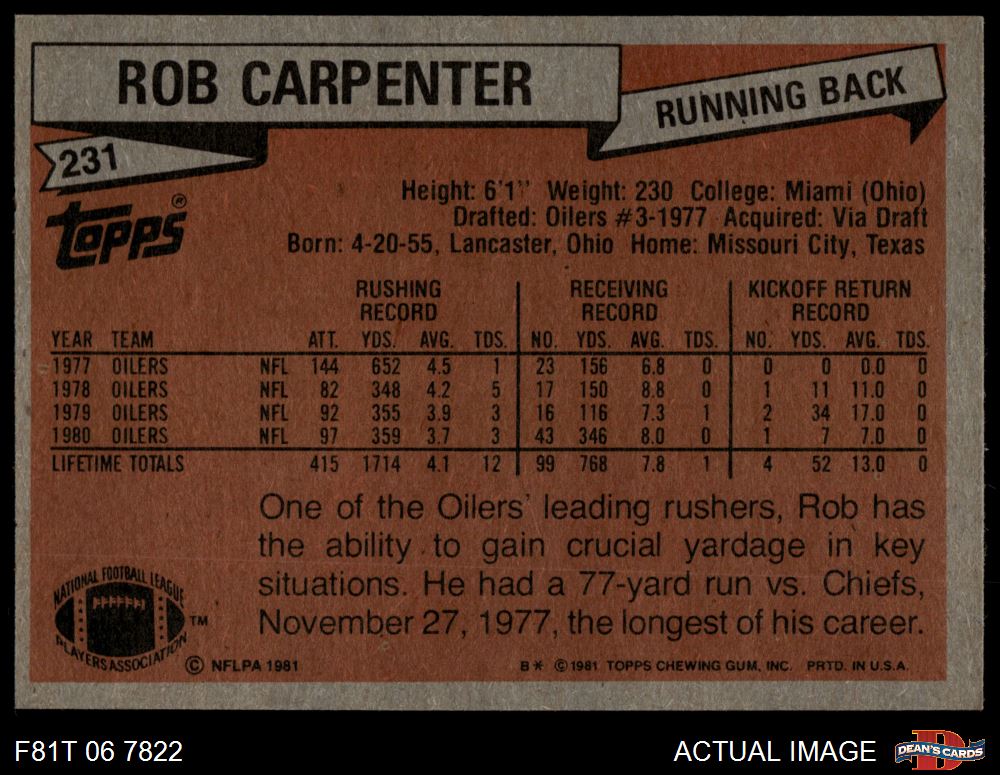 ROB CARPENTER
RUNNING BACK
231
Topps®
Height: 6'1" Weight: 230 College: Miami (Ohio)
Drafted: Oilers #3-1977 Acquired: Via Draft
Born: 4-20-55, Lancaster, Ohio Home: Missouri City, Texas
RUSHING RECORD RECEIVING RECORD KICKOFF RETURN RECORD
YEAR TEAM ATT. YDS. AVG. TDS. NO. YDS. AVG. TDS. NO. YDS. AVG. TDS.
1977 OILERS NFL 144 652 4.5 1 23 156 6.8 0 0 0 0.0 0
1978 OILERS NFL 82 348 4.2 5 17 150 8.8 0 1 11 11.0 0
1979 OILERS NFL 92 355 3.9 3 16 116 7.3 1 2 34 17.0 0
1980 OILERS NFL 97 359 3.7 3 43 346 8.0 0 1 7 7.0 0
LIFETIME TOTALS 415 1714 4.1 12 99 768 7.8 1 4 52 13.0 0
One of the Oilers' leading rushers, Rob has
the ability to gain crucial yardage in key
situations. He had a 77-yard run vs. Chiefs,
November 27, 1977, the longest of his career.
NATIONAL FOOTBALL LEAGUE
PLAYERS ASSOCIATION
TM
© NFLPA 1981
B* ©1981 TOPPS CHEWING GUM, INC. PRTD. IN U.S.A.
F81T 06 7822
ACTUAL IMAGE
D
DEAN'S CARDS